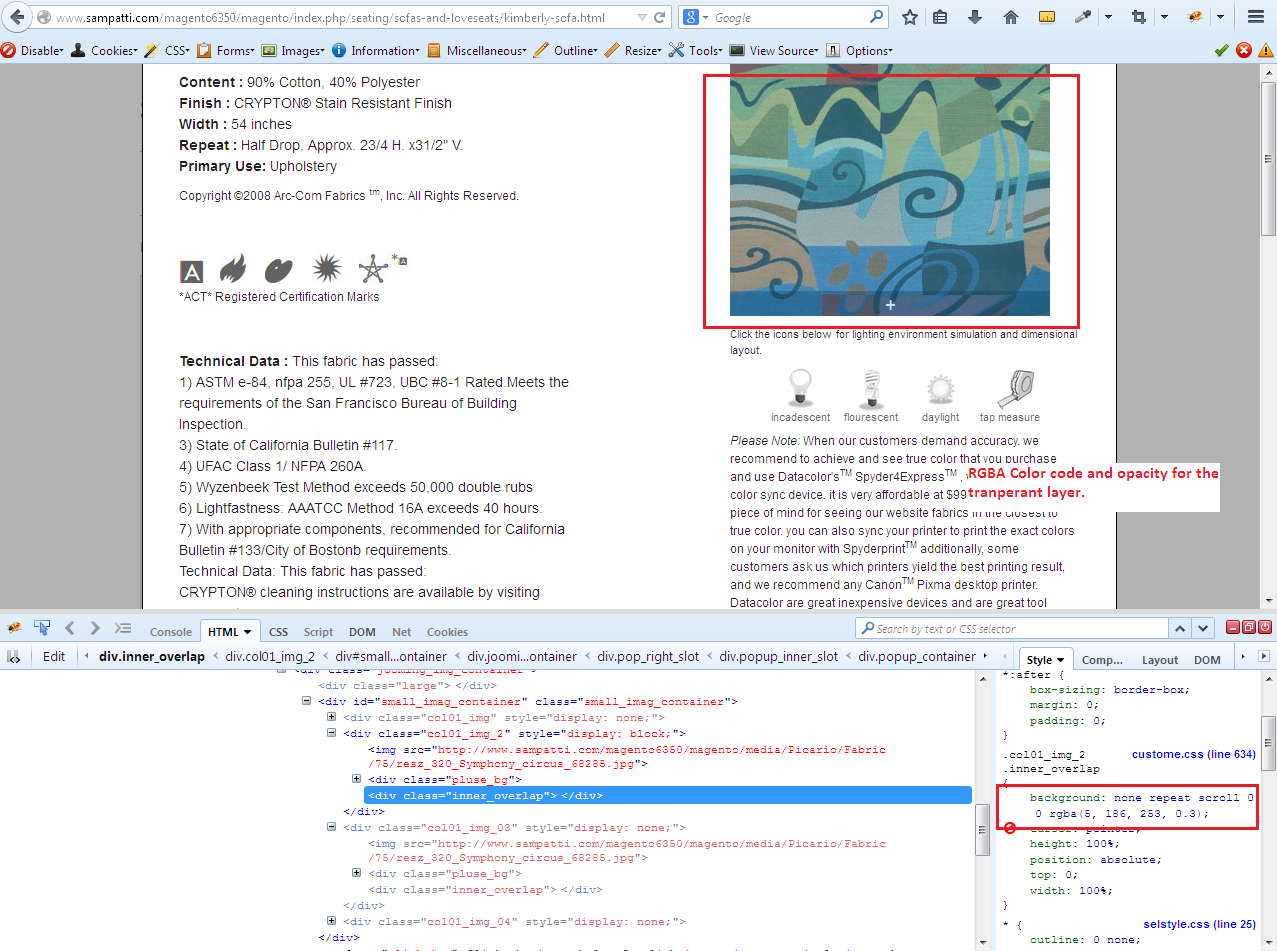 www.sampatti.com/magento6350/magento/index.php/seating/sofas-and-loveseats/kimberly-sofa.html
Google
Disable Cookies CSS Forms Images Information Miscellaneous Outline Resize Tools View Source Options
Content : 90% Cotton, 40% Polyester
Finish : CRYPTON® Stain Resistant Finish
Width : 54 inches
Repeat : Half Drop, Approx. 23/4 H. x31/2" V.
Primary Use: Upholstery
Copyright ©2008 Arc-Com Fabrics tm, Inc. All Rights Reserved.
A
*A
*ACT* Registered Certification Marks
Technical Data : This fabric has passed:
1) ASTM e-84, nfpa 255, UL #723, UBC #8-1 Rated.Meets the
requirements of the San Francisco Bureau of Building
Inspection.
3) State of California Bulletin #117.
4) UFAC Class 1/ NFPA 260A.
5) Wyzenbeek Test Method exceeds 50,000 double rubs
6) Lightfastness: AAATCC Method 16A exceeds 40 hours.
7) With appropriate components, recommended for California
Bulletin #133/City of Bostonb requirements.
Technical Data: This fabric has passed:
CRYPTON® cleaning instructions are available by visiting
+
Click the icons below for lighting environment simulation and dimensional
layout.
incadescent flourescent daylight tap measure
Please Note: When our customers demand accuracy. we
recommend to achieve and see true color that you purchase
and use Datacolor's™ Spyder4Express™ ,
color sync device. it is very affordable at $99
piece of mind for seeing our website fabrics in the closest to
true color. you can also sync your printer to print the exact colors
on your monitor with Spyderprint™ additionally, some
customers ask us which printers yield the best printing result,
and we recommend any Canon™ Pixma desktop printer.
Datacolor are great inexpensive devices and are great tool
RGBA Color code and opacity for the
tranperant layer.
Console HTML CSS Script DOM Net Cookies
Search by text or CSS selector
Edit div.inner_overlap < div.col01_img_2 < div#small...ontainer < div.joomi...ontainer < div.pop_right_slot < div.popup_inner_slot < div.popup_container
Style Comp... Layout DOM
<div class="jooming_img_container">
<div class="large"> </div>
<div id="small_imag_container" class="small_imag_container">
<div class="col01_img" style="display: none;">
<div class="col01_img_2" style="display: block;">
<img src="http://www.sampatti.com/magento6350/magento/media/Picario/Fabric
/75/resz_320_Symphony_circus_68285.jpg">
<div class="pluse_bg">
<div class="inner_overlap"> </div>
</div>
<div class="col01_img_03" style="display: none;">
<img src="http://www.sampatti.com/magento6350/magento/media/Picario/Fabric
/75/resz_320_Symphony_circus_68285.jpg">
<div class="pluse_bg">
<div class="inner_overlap"> </div>
</div>
<div class="col01_img_04" style="display: none;">
</div>
*:after {
box-sizing: border-box;
margin: 0;
padding: 0;
}
.col01_img_2 custome.css (line 634)
.inner_overlap
{
background: none repeat scroll 0
0 rgba(5, 186, 253, 0.3);
cursor: pointer;
height: 100%;
position: absolute;
top: 0;
width: 100%;
}
* { selstyle.css (line 25)
outline: 0 none;